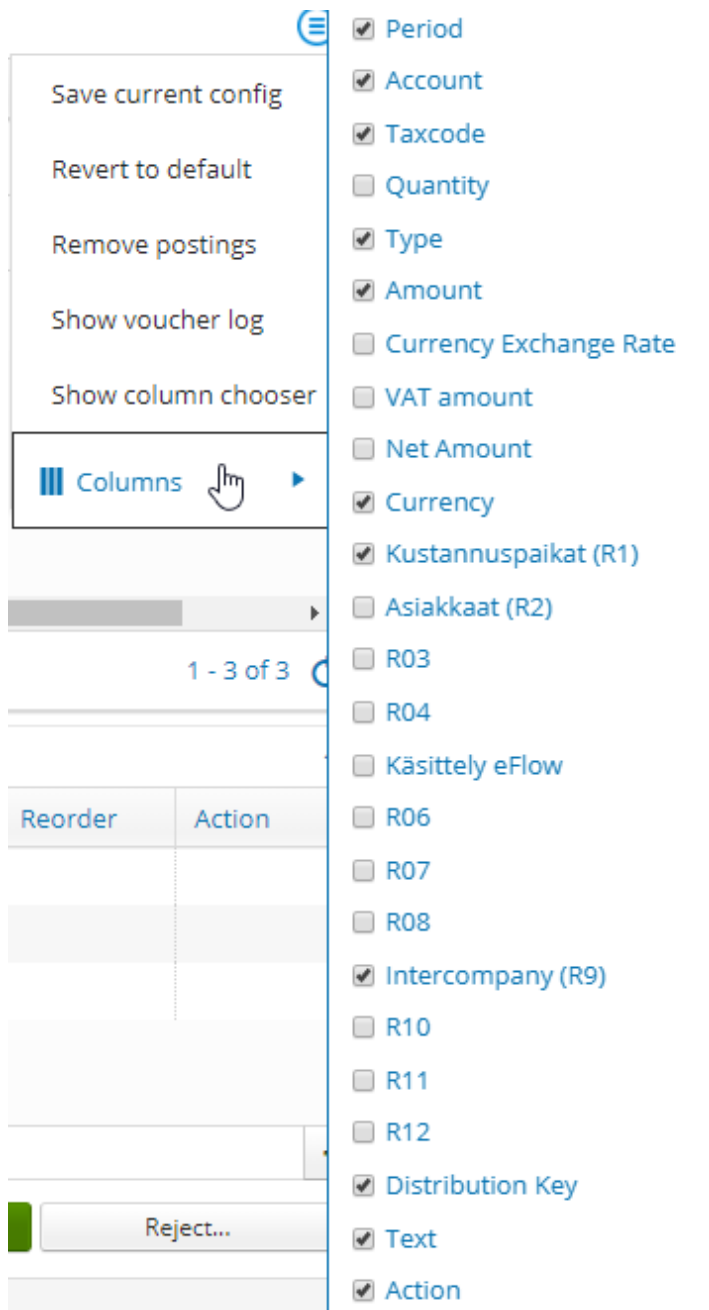 Save current config
Revert to default
Remove postings
Show voucher log
Show column chooser
Columns
1 - 3 of 3
Reorder
Action
Reject...
Period
Account
Taxcode
Quantity
Type
Amount
Currency Exchange Rate
VAT amount
Net Amount
Currency
Kustannuspaikat (R1)
Asiakkaat (R2)
R03
R04
Käsittely eFlow
R06
R07
R08
Intercompany (R9)
R10
R11
R12
Distribution Key
Text
Action